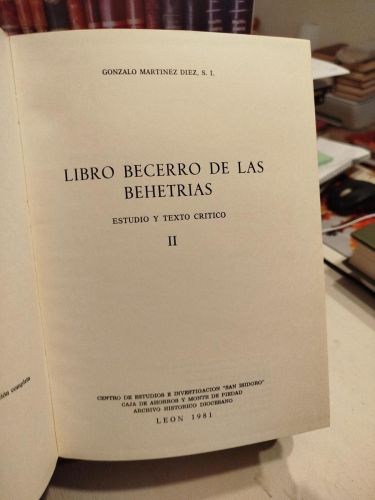 GONZALO MARTINEZ DIEZ, S. I.
LIBRO BECERRO DE LAS
BEHETRIAS
ESTUDIO Y TEXTO CRITICO
II
CENTRO DE ESTUDIOS E INVESTIGACION "SAN ISIDORO"
CAJA DE AHORROS Y MONTE DE PIEDAD
ARCHIVO HISTORICO DIOCESANO
LEON 1981
completa